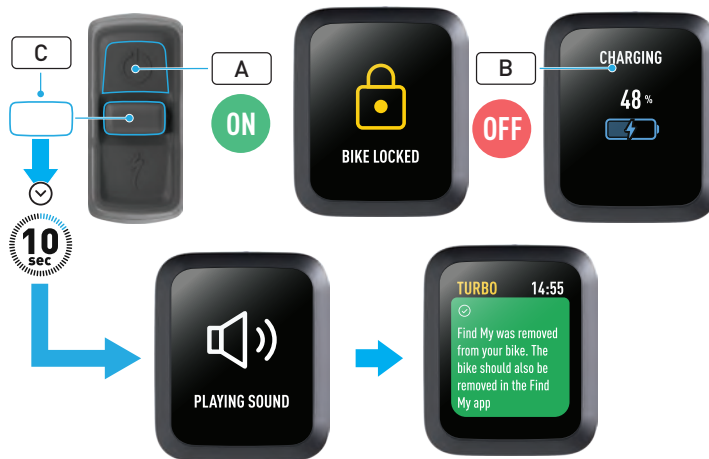 C
A
ON
BIKE LOCKED
B
OFF
CHARGING
48 %
10
sec
PLAYING SOUND
TURBO 14:55
Find My was removed
from your bike. The
bike should also be
removed in the Find
My app